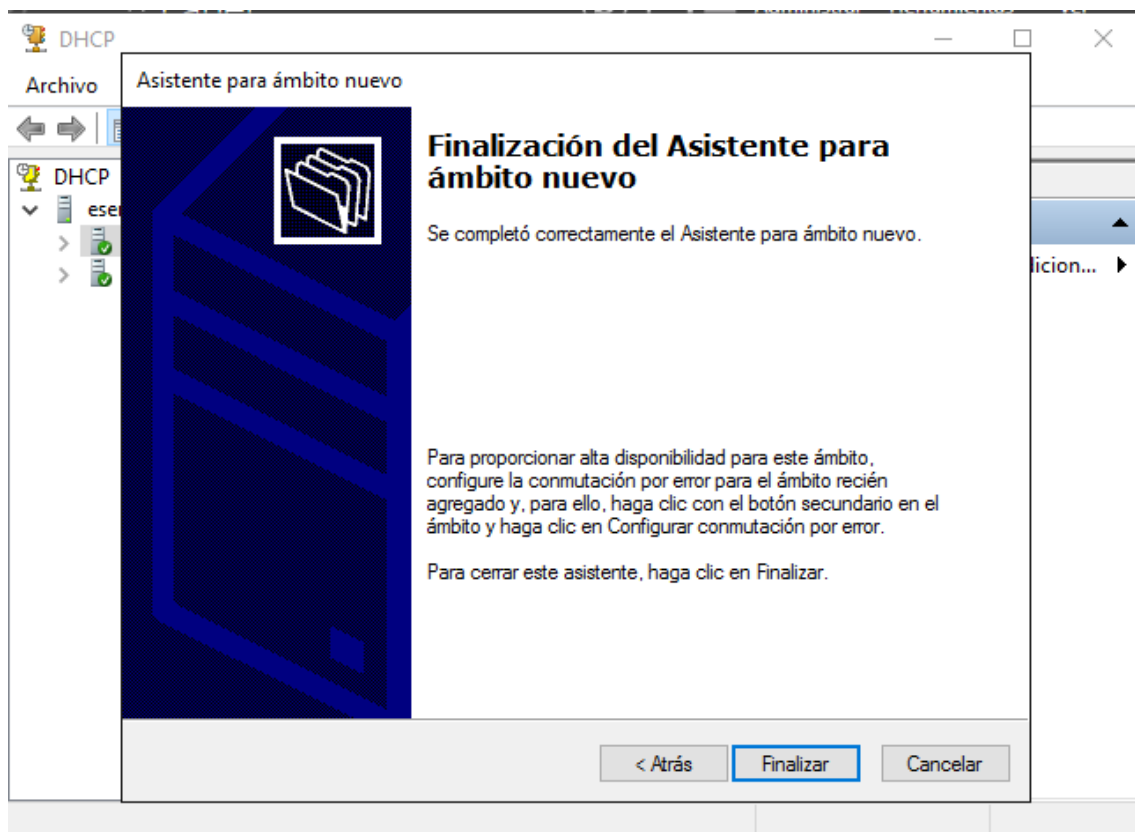 DHCP
Archivo
Asistente para ámbito nuevo
Finalización del Asistente para
ámbito nuevo
DHCP
Se completó correctamente el Asistente para ámbito nuevo.
Para proporcionar alta disponibilidad para este ámbito,
configure la conmutación por error para el ámbito recién
agregado y, para ello, haga clic con el botón secundario en el
ámbito y haga clic en Configurar conmutación por error.
Para cerrar este asistente, haga clic en Finalizar.
< Atrás Finalizar Cancelar